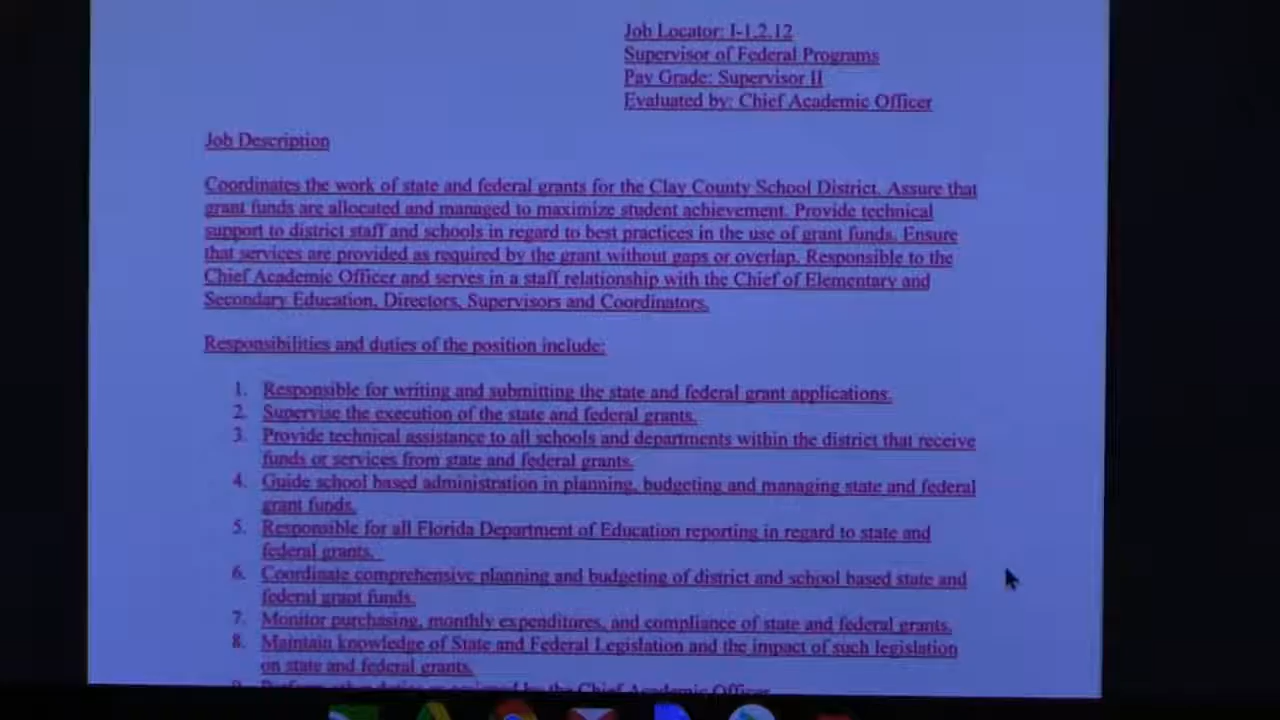 Job Locator: I-1.2.12
Supervisor of Federal Programs
Pay Grade: Supervisor II
Evaluated by: Chief Academic Officer
Job Description
Coordinates the work of state and federal grants for the Clay County School District. Assure that
grant funds are allocated and managed to maximize student achievement. Provide technical
support to district staff and schools in regard to best practices in the use of grant funds. Ensure
that services are provided as required by the grant without gaps or overlap. Responsible to the
Chief Academic Officer and serves in a staff relationship with the Chief of Elementary and
Secondary Education, Directors, Supervisors and Coordinators.
Responsibilities and duties of the position include:
1. Responsible for writing and submitting the state and federal grant applications.
2. Supervise the execution of the state and federal grants.
3. Provide technical assistance to all schools and departments within the district that receive
funds or services from state and federal grants.
4. Guide school based administration in planning, budgeting and managing state and federal
grant funds.
5. Responsible for all Florida Department of Education reporting in regard to state and
federal grants.
6. Coordinate comprehensive planning and budgeting of district and school based state and
federal grant funds.
7. Monitor purchasing, monthly expenditures, and compliance of state and federal grants.
8. Maintain knowledge of State and Federal Legislation and the impact of such legislation
on state and federal grants.
9. Perform other duties as assigned by the Chief Academic Officer